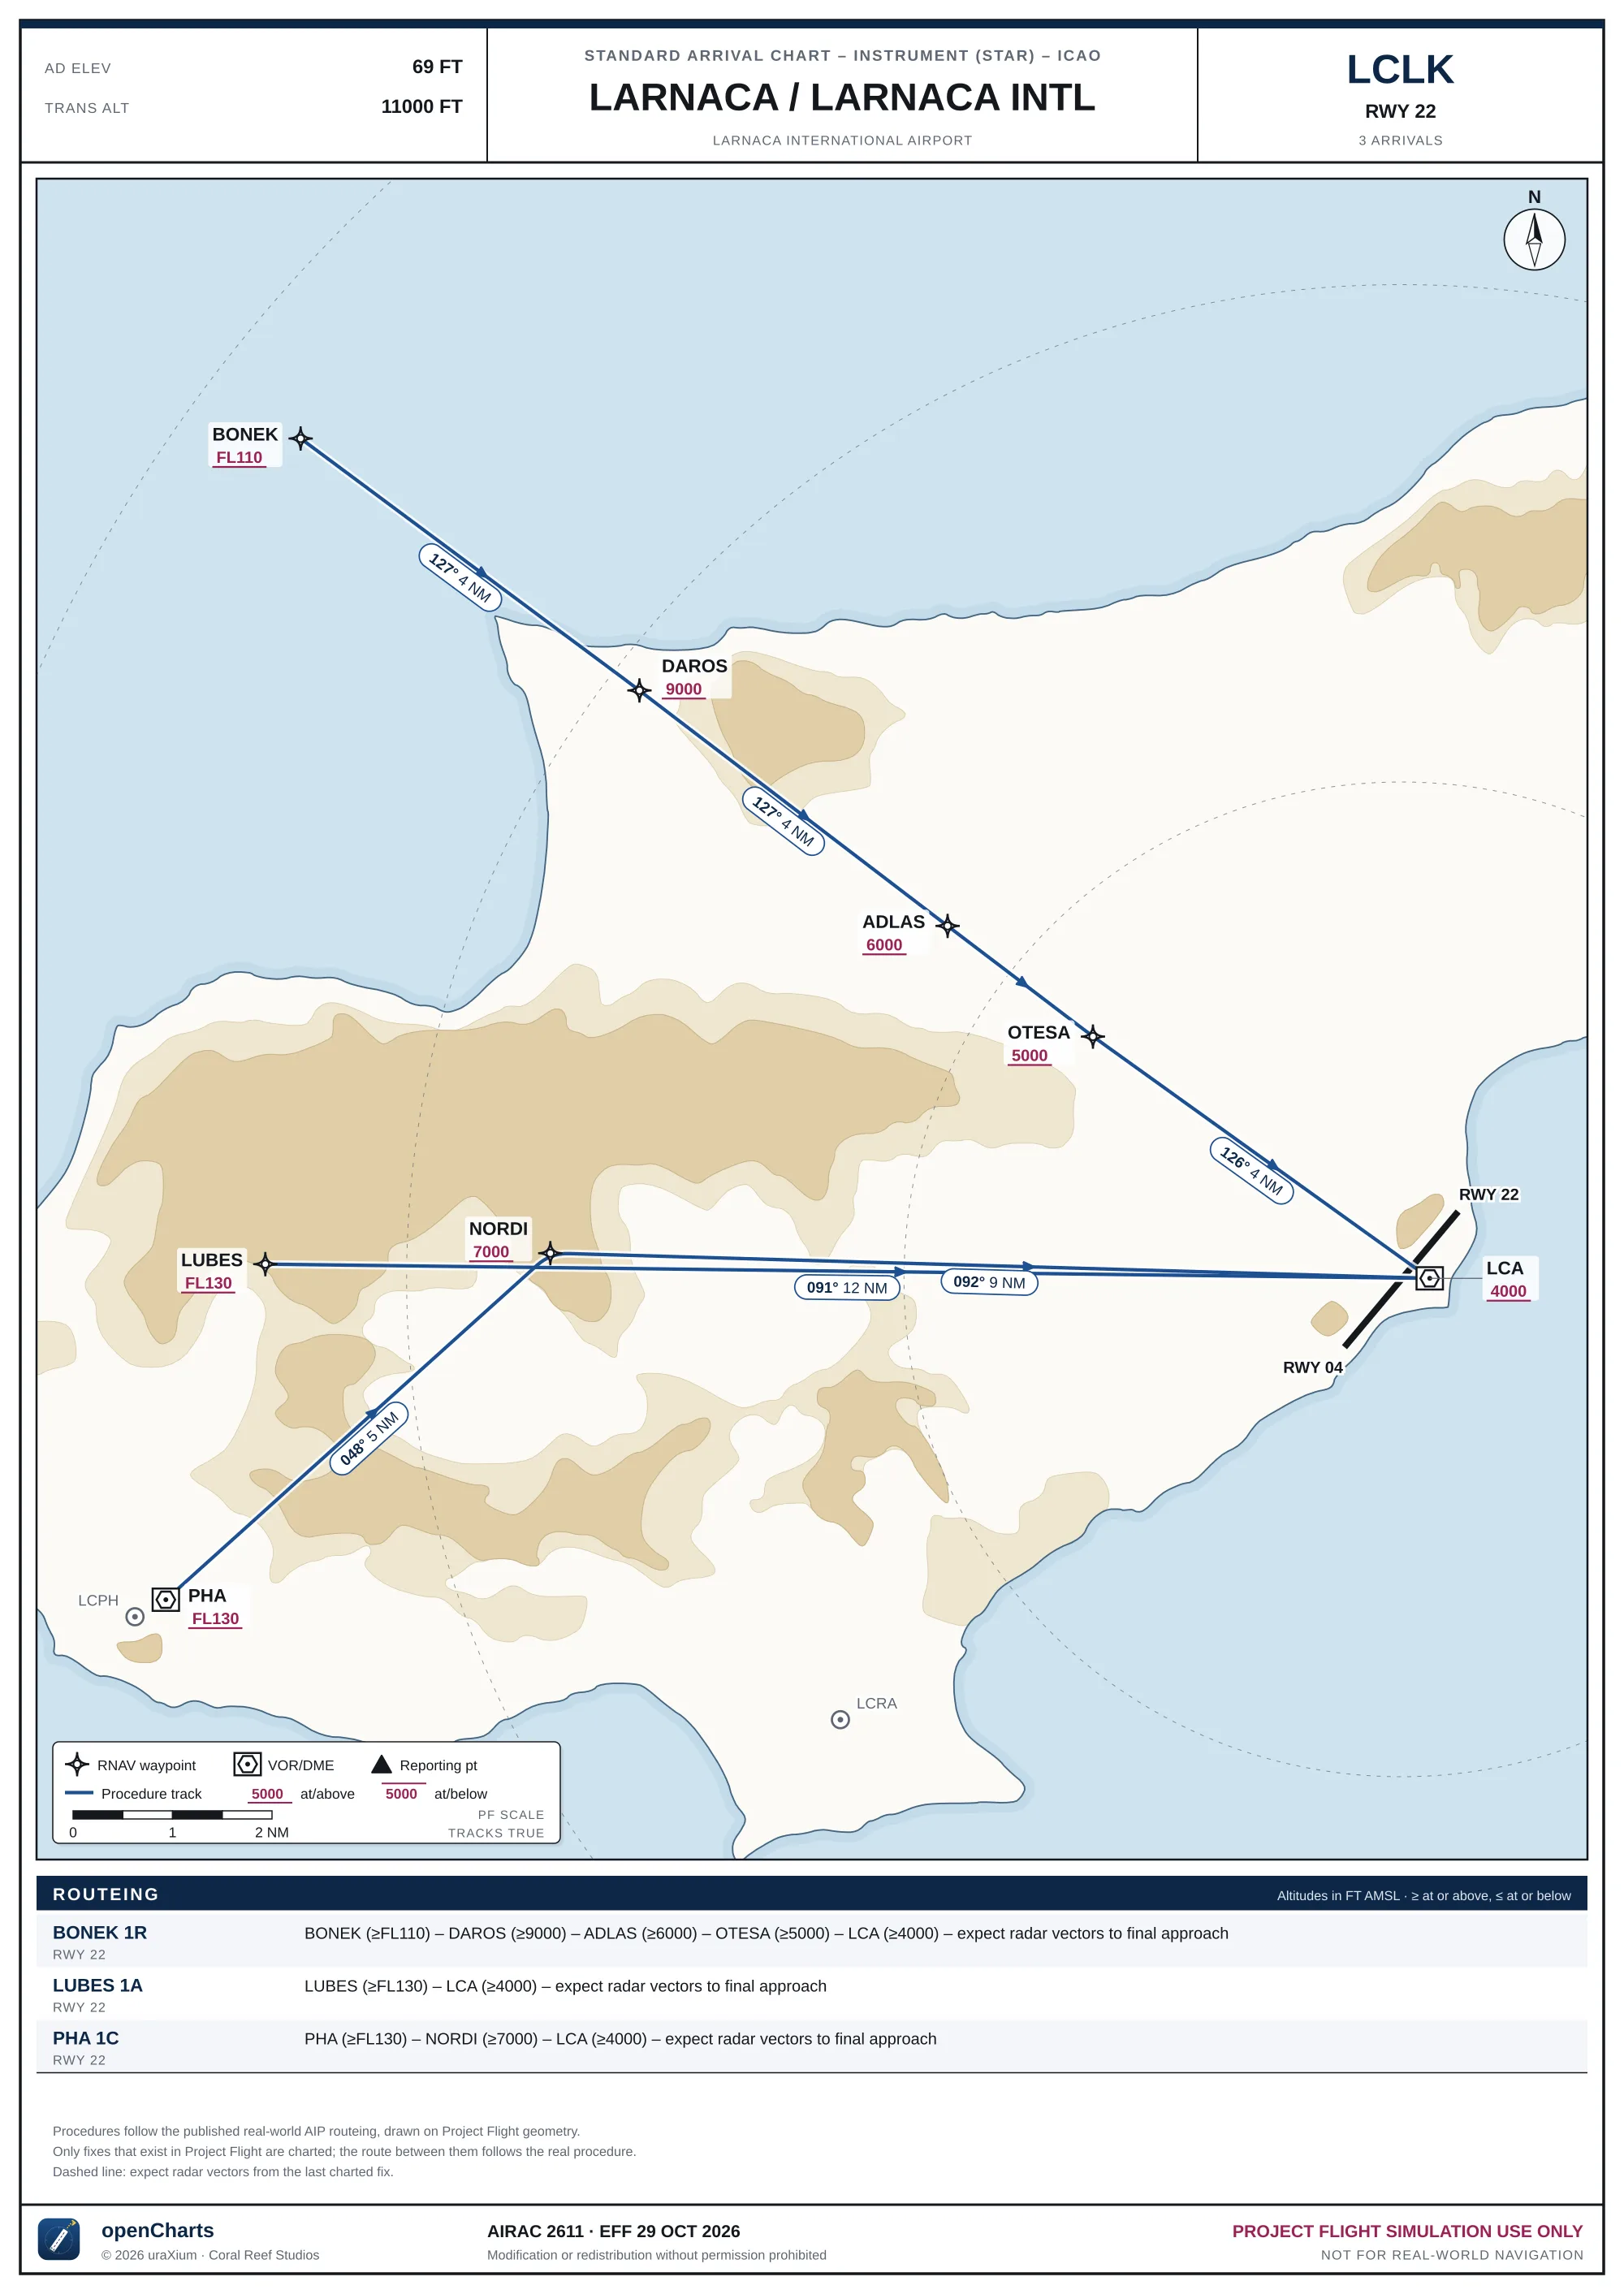 AD ELEV 69 FT
TRANS ALT 11000 FT
STANDARD ARRIVAL CHART – INSTRUMENT (STAR) – ICAO
LARNACA / LARNACA INTL
LARNACA INTERNATIONAL AIRPORT
LCLK
RWY 22
3 ARRIVALS
N
BONEK
FL110
127° 4 NM
DAROS
9000
127° 4 NM
ADLAS
6000
OTESA
5000
126° 4 NM
RWY 22
NORDI
7000
LUBES
FL130
091° 12 NM
092° 9 NM
LCA
4000
RWY 04
048° 5 NM
LCPH
PHA
FL130
LCRA
RNAV waypoint
VOR/DME
Reporting pt
Procedure track
5000 at/above
5000 at/below
PF SCALE
0 1 2 NM
TRACKS TRUE
ROUTEING
Altitudes in FT AMSL · ≥ at or above, ≤ at or below
BONEK 1R
RWY 22
BONEK (≥FL110) – DAROS (≥9000) – ADLAS (≥6000) – OTESA (≥5000) – LCA (≥4000) – expect radar vectors to final approach
LUBES 1A
RWY 22
LUBES (≥FL130) – LCA (≥4000) – expect radar vectors to final approach
PHA 1C
RWY 22
PHA (≥FL130) – NORDI (≥7000) – LCA (≥4000) – expect radar vectors to final approach
Procedures follow the published real-world AIP routeing, drawn on Project Flight geometry.
Only fixes that exist in Project Flight are charted; the route between them follows the real procedure.
Dashed line: expect radar vectors from the last charted fix.
openCharts
© 2026 uraXium · Coral Reef Studios
AIRAC 2611 · EFF 29 OCT 2026
Modification or redistribution without permission prohibited
PROJECT FLIGHT SIMULATION USE ONLY
NOT FOR REAL-WORLD NAVIGATION